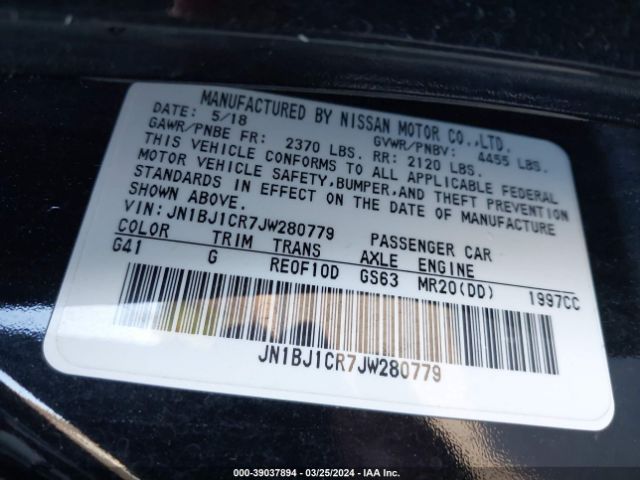 MANUFACTURED BY NISSAN MOTOR CO.,LTD.
DATE: 5/18 GVWR/PNBV: 4455 LBS.
GAWR/PNBE FR: 2370 LBS. RR: 2120 LBS.
THIS VEHICLE CONFORMS TO ALL APPLICABLE FEDERAL
MOTOR VEHICLE SAFETY,BUMPER,AND THEFT PREVENTION
STANDARDS IN EFFECT ON THE DATE OF MANUFACTURE
SHOWN ABOVE.
VIN: JN1BJ1CR7JW280779 PASSENGER CAR
COLOR TRIM TRANS AXLE ENGINE
G41 G REOF10D GS63 MR20(DD) 1997CC
JN1BJ1CR7JW280779
000-39037894 | 03/25/2024 | IAA Inc.